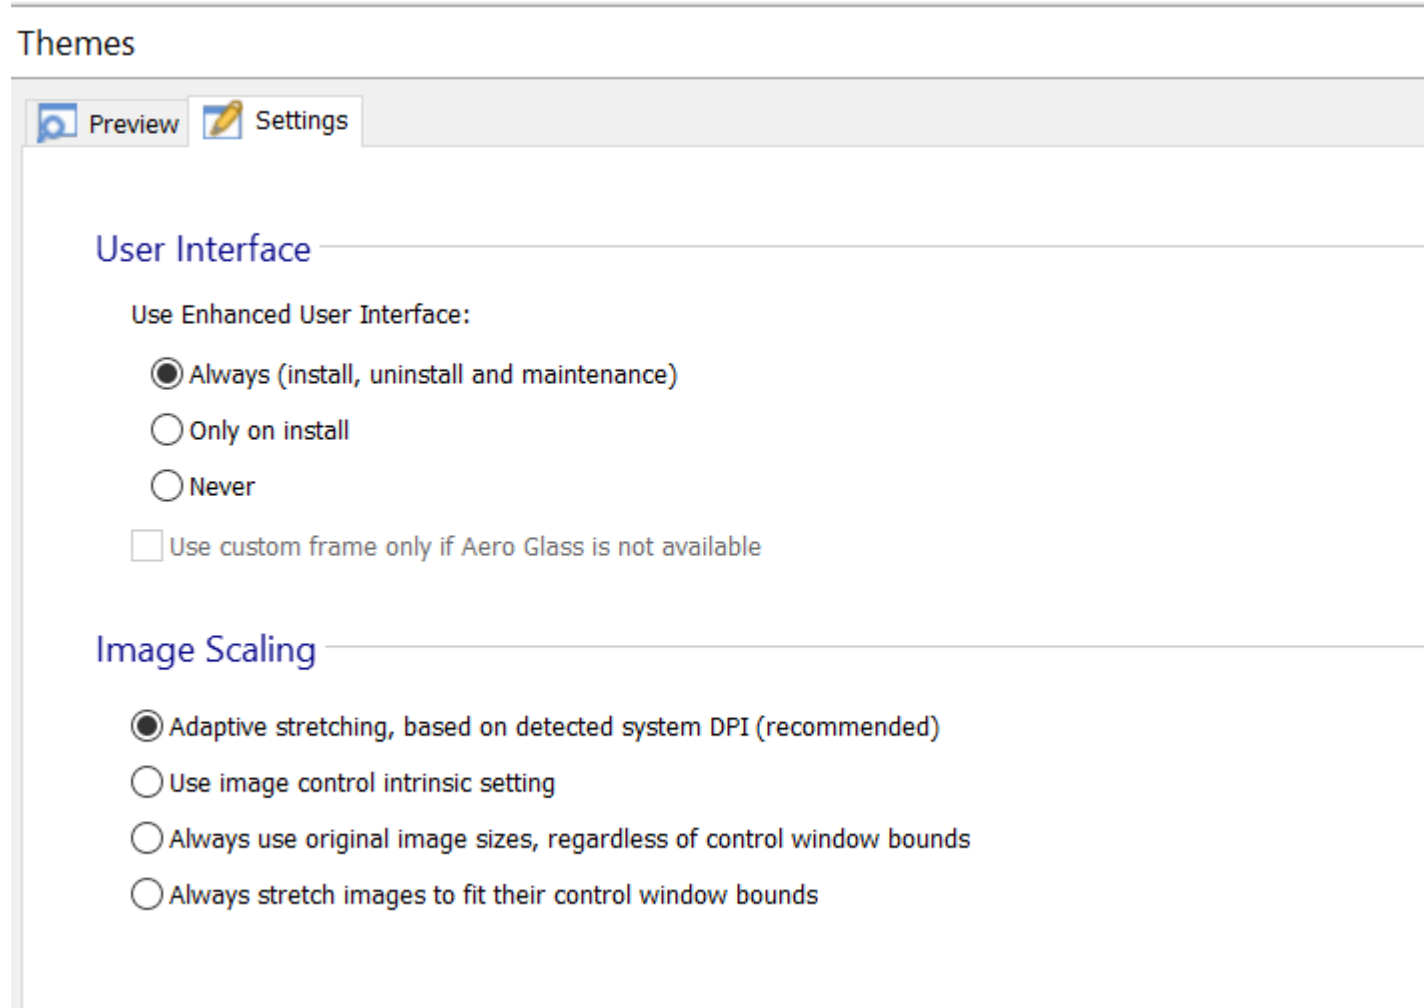 Themes
Preview
Settings
User Interface
Use Enhanced User Interface:
Always (install, uninstall and maintenance)
Only on install
Never
Use custom frame only if Aero Glass is not available
Image Scaling
Adaptive stretching, based on detected system DPI (recommended)
Use image control intrinsic setting
Always use original image sizes, regardless of control window bounds
Always stretch images to fit their control window bounds